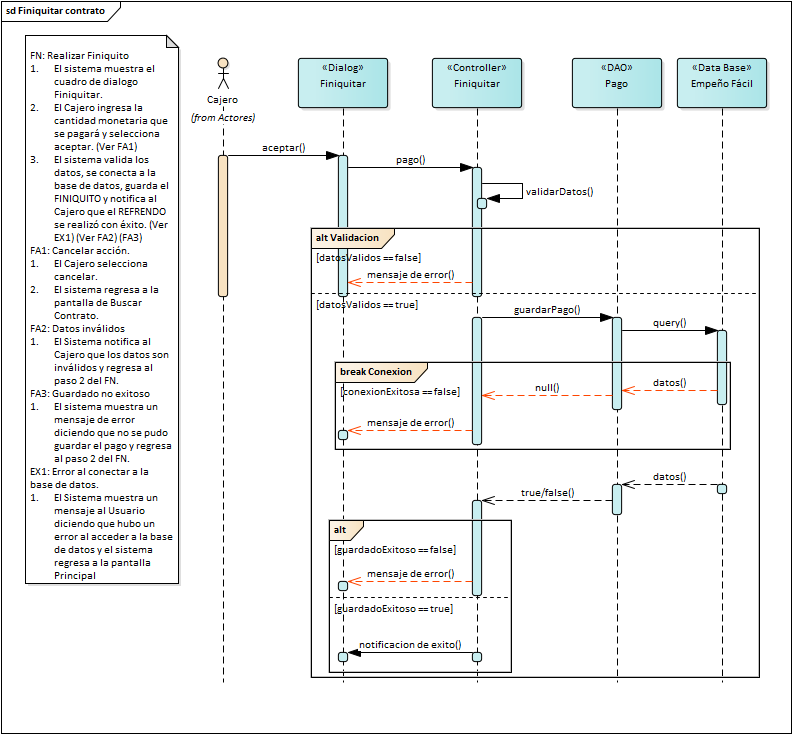 sd Finiquitar contrato
FN: Realizar Finiquito
1. El sistema muestra el
cuadro de dialogo
Finiquitar.
2. El Cajero ingresa la
cantidad monetaria que
se pagará y selecciona
aceptar. (Ver FA1)
3. El sistema valida los
datos, se conecta a la
base de datos, guarda el
FINIQUITO y notifica al
Cajero que el REFRENDO
se realizó con éxito. (Ver
EX1) (Ver FA2) (FA3)
FA1: Cancelar acción.
1. El Cajero selecciona
cancelar.
2. El sistema regresa a la
pantalla de Buscar
Contrato.
FA2: Datos inválidos
1. El Sistema notifica al
Cajero que los datos son
inválidos y regresa al
paso 2 del FN.
FA3: Guardado no exitoso
1. El sistema muestra un
mensaje de error
diciendo que no se pudo
guardar el pago y regresa
al paso 2 del FN.
EX1: Error al conectar a la
base de datos.
1. El Sistema muestra un
mensaje al Usuario
diciendo que hubo un
error al acceder a la base
de datos y el sistema
regresa a la pantalla
Principal
Cajero
(from Actores)
«Dialog»
Finiquitar
«Controller»
Finiquitar
«DAO»
Pago
«Data Base»
Empeño Fácil
aceptar()
pago()
validarDatos()
alt Validacion
[datosValidos ==false]
mensaje de error()
[datosValidos ==true]
guardarPago()
query()
break Conexion
[conexionExitosa ==false]
datos()
null()
mensaje de error()
datos()
true/false()
alt
[guardadoExitoso ==false]
mensaje de error()
[guardadoExitoso ==true]
notificacion de exito()